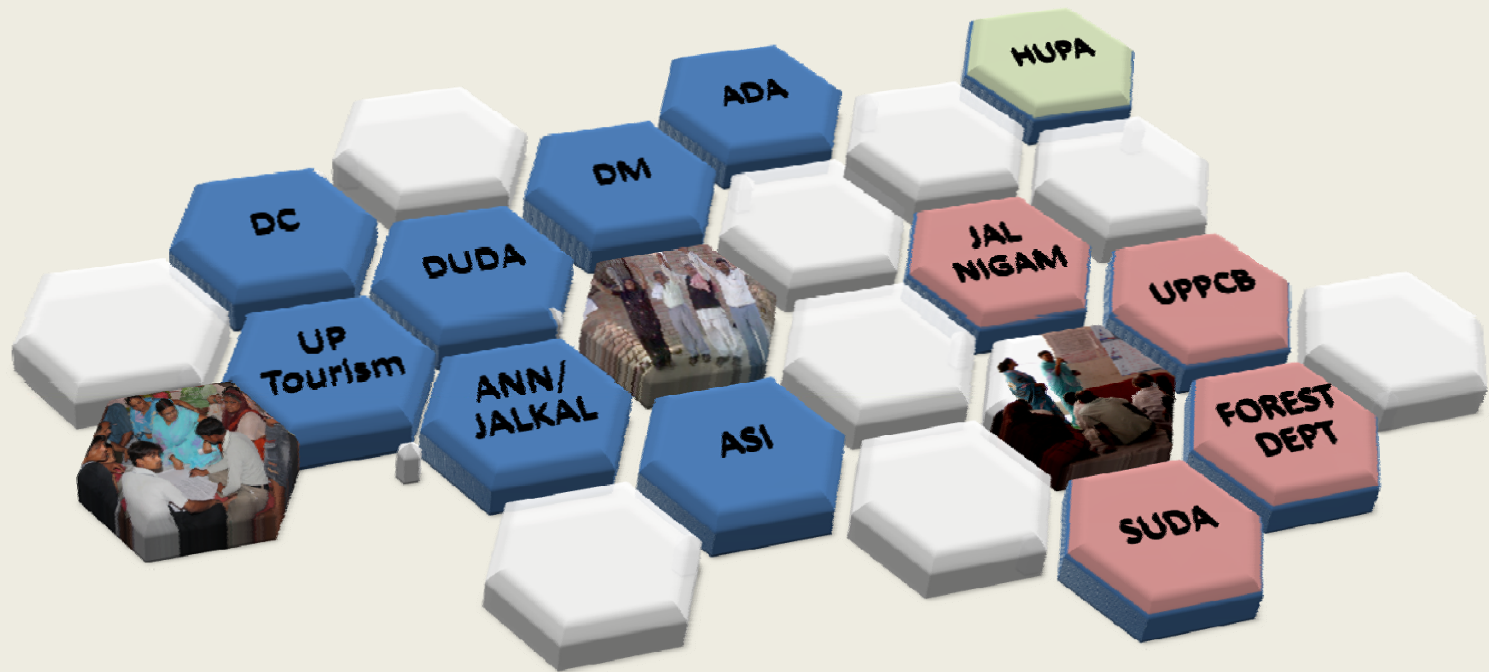 HUPA
ADA
DM
DC
DUDA
JAL
NIGAM
UPPCB
UP
Tourism
ANN/
JALKAL
ASI
FOREST
DEPT
SUDA